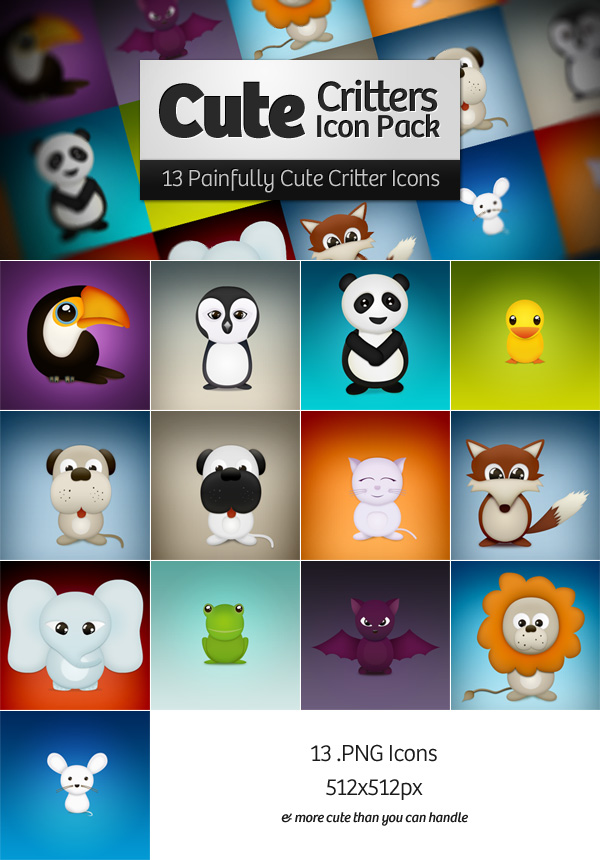 Cute Critters
Icon Pack
13 Painfully Cute Critter Icons
13 .PNG Icons
512x512px
& more cute than you can handle